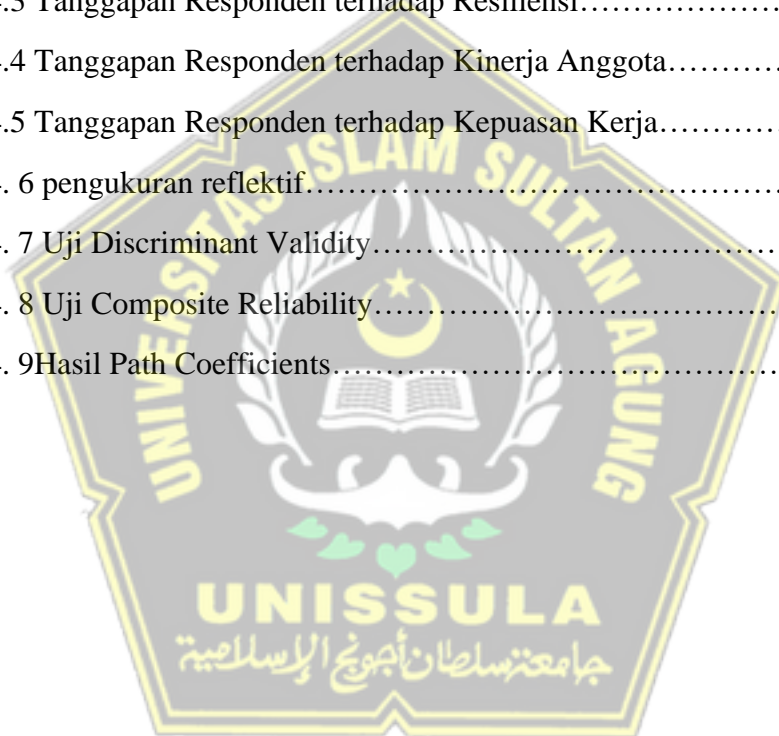 .3 Tanggapan Responden terhadap Resiliensi……………………
.4 Tanggapan Responden terhadap Kinerja Anggota…………
.5 Tanggapan Responden terhadap Kepuasan Kerja……………
. 6 pengukuran reflektif………………………………………………
. 7 Uji Discriminant Validity……………………………………
. 8 Uji Composite Reliability……………………………………
. 9Hasil Path Coefficients………………………………………
UNIVERSITAS ISLAM SULTAN AGUNG
UNISSULA
جامعنسلطان أجونج الإسلامية